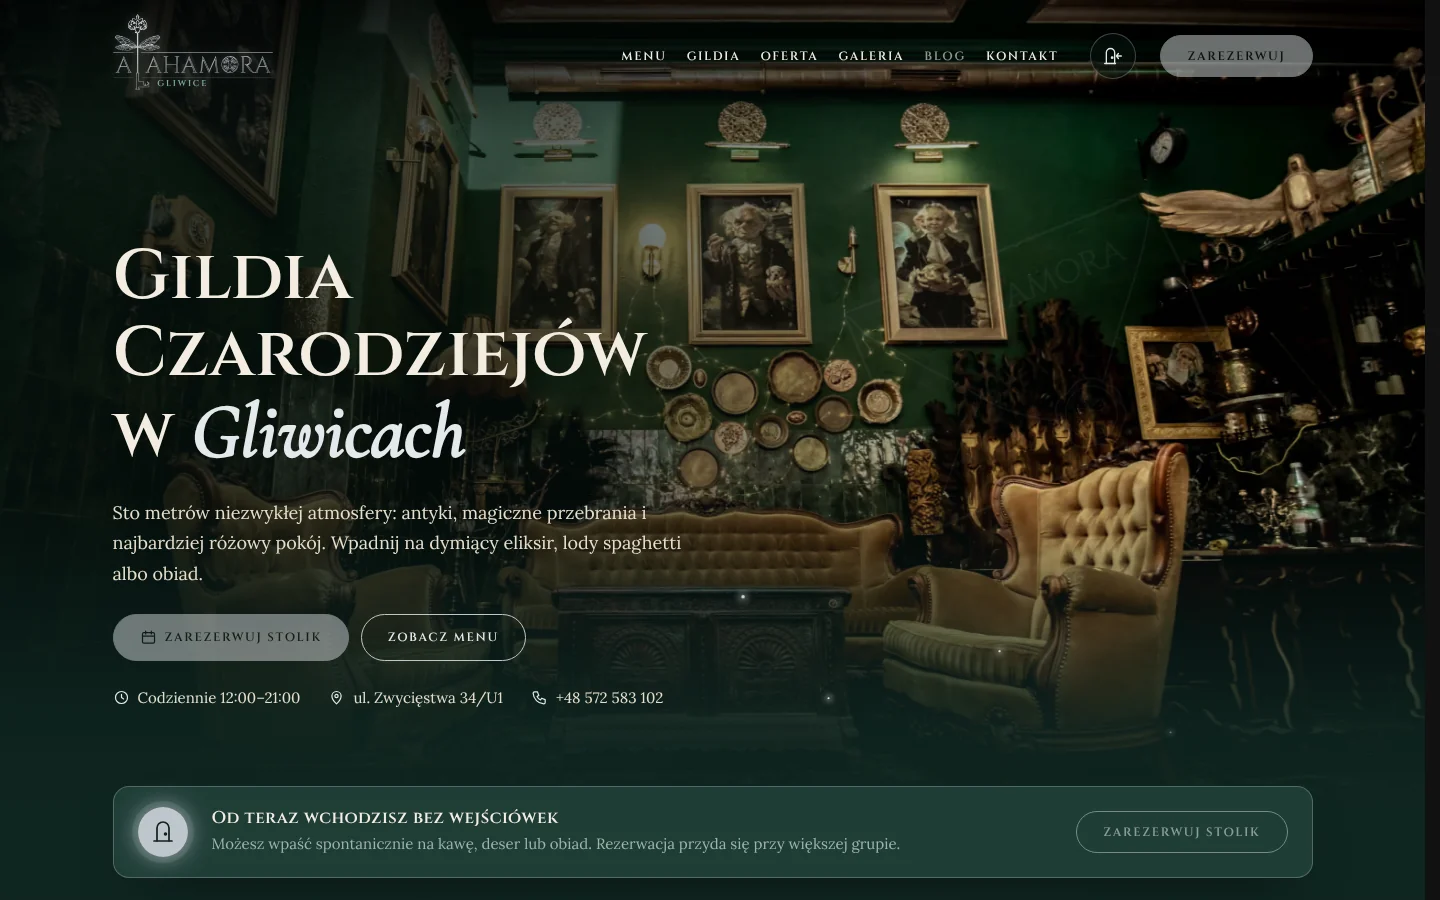 ALAHAMORA
GLIWICE
MENU GILDIA OFERTA GALERIA BLOG KONTAKT ZAREZERWUJ
GILDIA
CZARODZIEJÓW
W Gliwicach
Sto metrów niezwykłej atmosfery: antyki, magiczne przebrania i
najbardziej różowy pokój. Wpadnij na dymiący eliksir, lody spaghetti
albo obiad.
ZAREZERWUJ STOLIK ZOBACZ MENU
Codziennie 12:00–21:00 ul. Zwycięstwa 34/U1 +48 572 583 102
OD TERAZ WCHODZISZ BEZ WEJŚCIÓWEK
Możesz wpaść spontanicznie na kawę, deser lub obiad. Rezerwacja przyda się przy większej grupie.
ZAREZERWUJ STOLIK